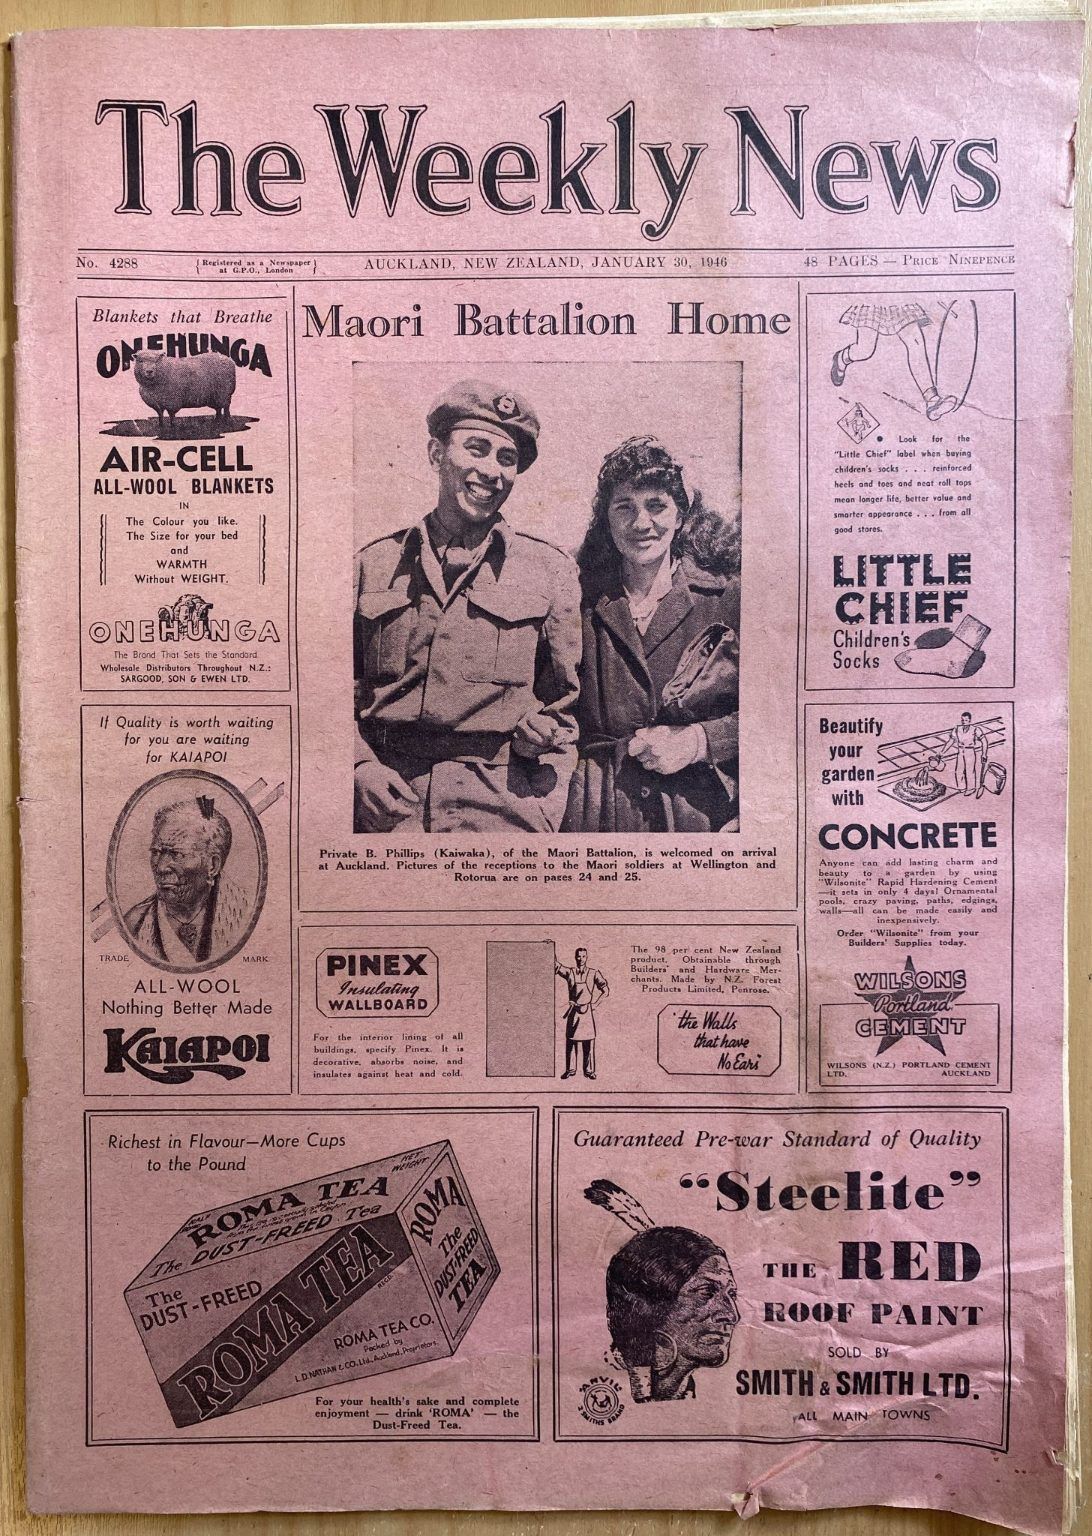 The Weekly News
No. 4288
Registered as a Newspaper
at G.P.O., London
AUCKLAND, NEW ZEALAND, JANUARY 30, 1946
48 PAGES — PRICE NINEPENCE
Blankets that Breathe
ONEHUNGA
AIR-CELL
ALL-WOOL BLANKETS
IN
The Colour you like.
The Size for your bed
and
WARMTH
Without WEIGHT.
ONEHUNGA
The Brand That Sets the Standard.
Wholesale Distributors Throughout N.Z.:
SARGOOD, SON & EWEN LTD.
If Quality is worth waiting
for you are waiting
for KAIAPOI
TRADE MARK
ALL-WOOL
Nothing Better Made
KAIAPOI
Maori Battalion Home
Private B. Phillips (Kaiwaka), of the Maori Battalion, is welcomed on arrival
at Auckland. Pictures of the receptions to the Maori soldiers at Wellington and
Rotorua are on pages 24 and 25.
PINEX
Insulating
WALLBOARD
For the interior lining of all
buildings, specify Pinex. It is
decorative, absorbs noise, and
insulates against heat and cold.
The 98 per cent New Zealand
product. Obtainable through
Builders' and Hardware Mer-
chants. Made by N.Z. Forest
Products Limited, Penrose.
"the Walls
that have
No Ears"
• Look for the
"Little Chief" label when buying
children's socks . . . reinforced
heels and toes and neat roll tops
mean longer life, better value and
smarter appearance . . . from all
good stores.
LITTLE
CHIEF
Children's
Socks
Beautify
your
garden
with
CONCRETE
Anyone can add lasting charm and
beauty to a garden by using
"Wilsonite" Rapid Hardening Cement
—it sets in only 4 days! Ornamental
pools, crazy paving, paths, edgings,
walls—all can be made easily and
inexpensively.
Order "Wilsonite" from your
Builders' Supplies today.
WILSONS
Portland
CEMENT
WILSONS (N.Z.) PORTLAND CEMENT
LTD. AUCKLAND
Richest in Flavour—More Cups
to the Pound
NET
WEIGHT
ROMA TEA
The DUST-FREED Tea
The
DUST-FREED
ROMA TEA
ROMA TEA CO.
Packed by
L.D. NATHAN & CO. Ltd., Auckland, Proprietors.
ROMA
The
DUST-FREED
TEA
For your health's sake and complete
enjoyment — drink 'ROMA' — the
Dust-Freed Tea.
Guaranteed Pre-war Standard of Quality
"Steelite"
THE RED
ROOF PAINT
SOLD BY
SMITH & SMITH LTD.
ALL MAIN TOWNS
ANVIL
2 SMITHS BRAND